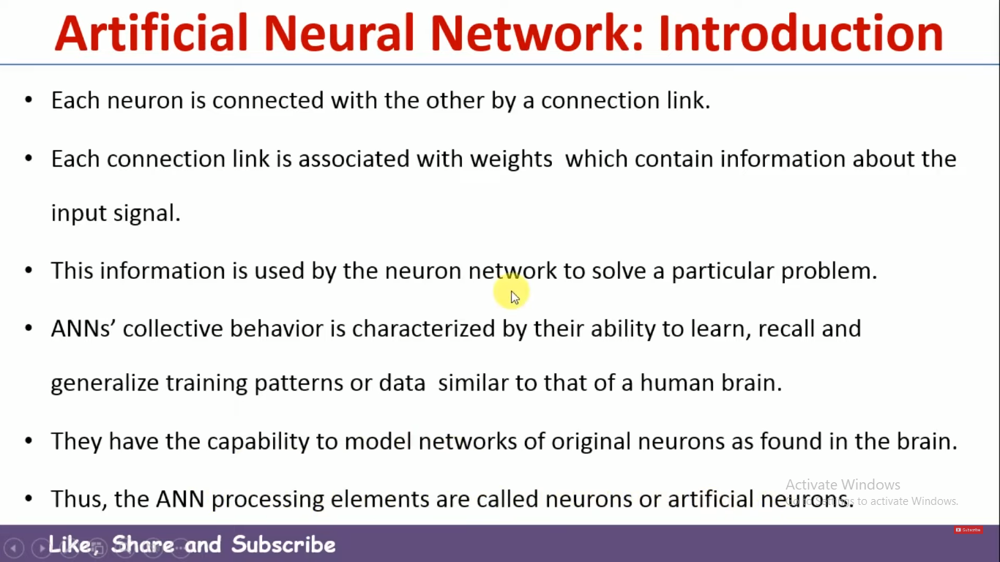 Artificial Neural Network: Introduction
• Each neuron is connected with the other by a connection link.
• Each connection link is associated with weights which contain information about the
input signal.
• This information is used by the neuron network to solve a particular problem.
• ANNs’ collective behavior is characterized by their ability to learn, recall and
generalize training patterns or data similar to that of a human brain.
• They have the capability to model networks of original neurons as found in the brain.
Activate Windows
• Thus, the ANN processing elements are called neurons or artificial neurons.
Go to Settings to activate Windows.
Subscribe
Like, Share and Subscribe